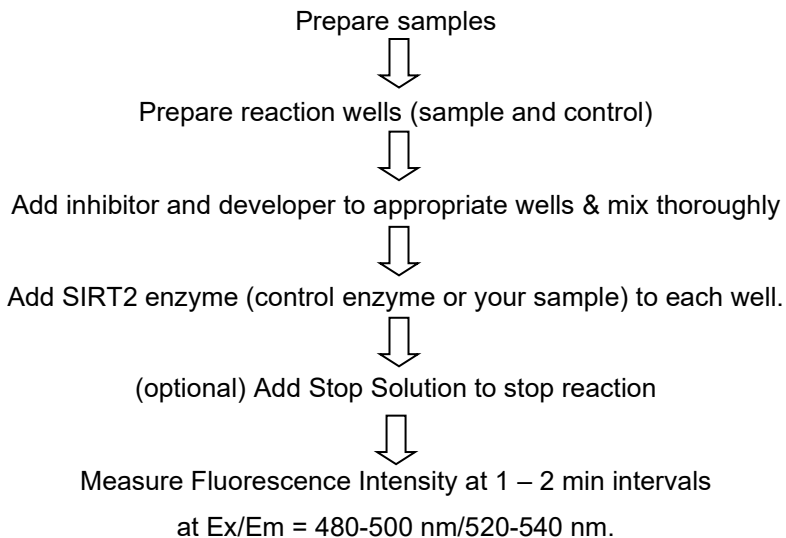 Prepare samples
Prepare reaction wells (sample and control)
Add inhibitor and developer to appropriate wells & mix thoroughly
Add SIRT2 enzyme (control enzyme or your sample) to each well.
(optional) Add Stop Solution to stop reaction
Measure Fluorescence Intensity at 1 – 2 min intervals
at Ex/Em = 480-500 nm/520-540 nm.